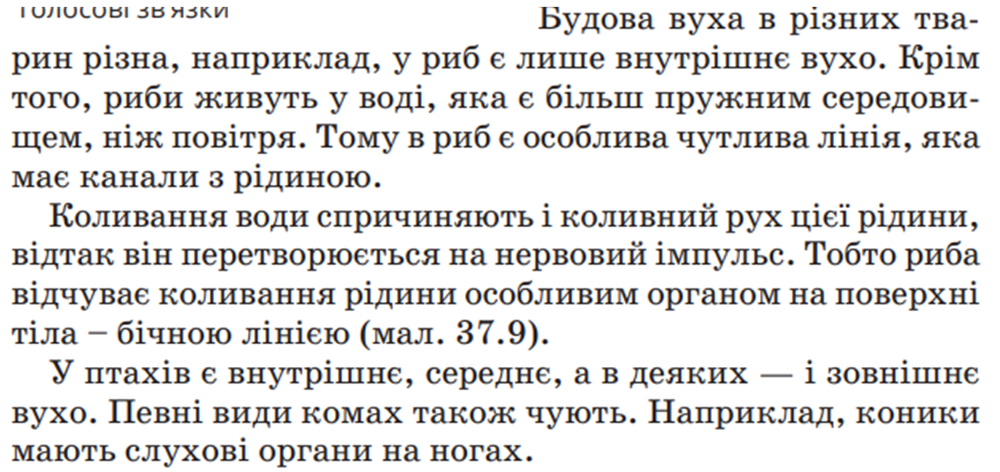 голосові зв'язки
Будова вуха в різних тва-
рин різна, наприклад, у риб є лише внутрішнє вухо. Крім
того, риби живуть у воді, яка є більш пружним середови-
щем, ніж повітря. Тому в риб є особлива чутлива лінія, яка
має канали з рідиною.
Коливання води спричиняють і коливний рух цієї рідини,
відтак він перетворюється на нервовий імпульс. Тобто риба
відчуває коливання рідини особливим органом на поверхні
тіла – бічною лінією (мал. 37.9).
У птахів є внутрішнє, середнє, а в деяких — і зовнішнє
вухо. Певні види комах також чують. Наприклад, коники
мають слухові органи на ногах.